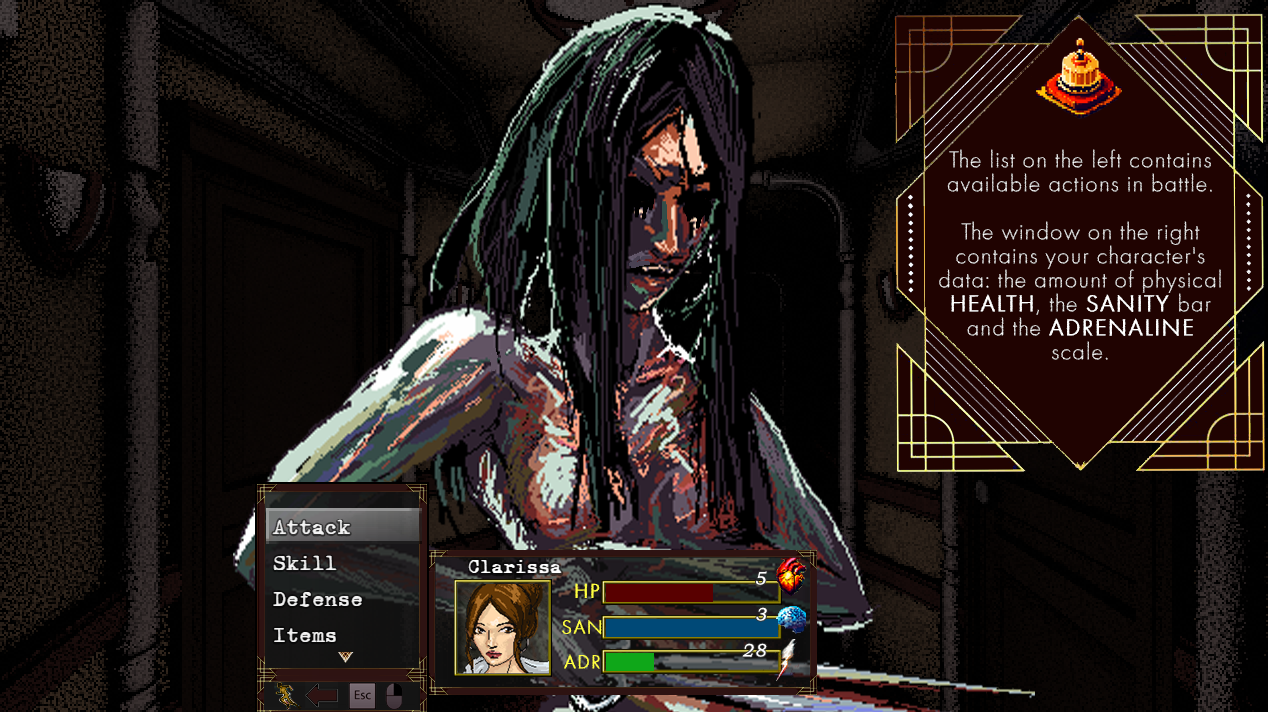 The list on the left contains
available actions in battle.
The window on the right
contains your character's
data: the amount of physical
HEALTH, the SANITY bar
and the ADRENALINE
scale.
Attack
Skill
Defense
Items
Esc
Clarissa
HP 5
SAN 3
ADR 28